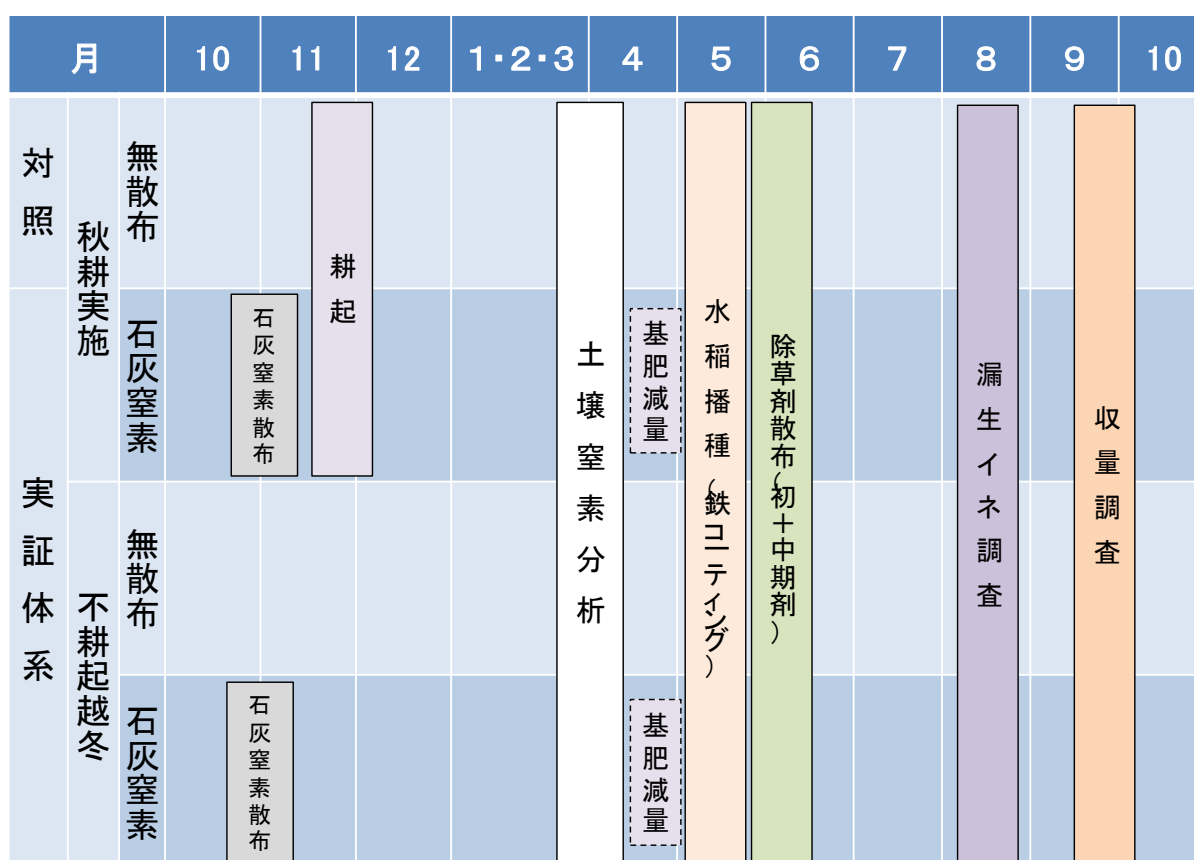 月 10 11 12 1・2・3 4 5 6 7 8 9 10
対照
実証体系
秋耕実施
不耕起越冬
無散布
石灰窒素
無散布
石灰窒素
石灰窒素散布
石灰窒素散布
耕起
土壌窒素分析
基肥減量
基肥減量
水稲播種(鉄コーティング)
除草剤散布(初+中期剤)
漏生イネ調査
収量調査